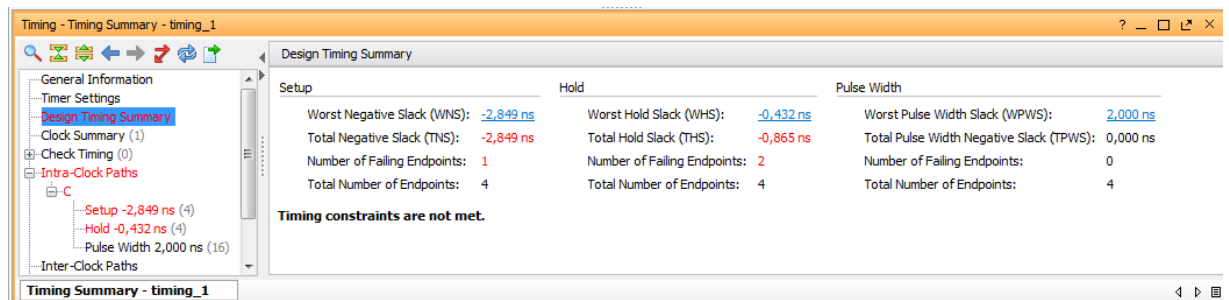 Timing - Timing Summary - timing_1
Design Timing Summary
General Information
Timer Settings
Design Timing Summary
Clock Summary (1)
Check Timing (0)
Intra-Clock Paths
C
Setup -2,849 ns (4)
Hold -0,432 ns (4)
Pulse Width 2,000 ns (16)
Inter-Clock Paths
Setup Hold Pulse Width
Worst Negative Slack (WNS): -2,849 ns Worst Hold Slack (WHS): -0,432 ns Worst Pulse Width Slack (WPWS): 2,000 ns
Total Negative Slack (TNS): -2,849 ns Total Hold Slack (THS): -0,865 ns Total Pulse Width Negative Slack (TPWS): 0,000 ns
Number of Failing Endpoints: 1 Number of Failing Endpoints: 2 Number of Failing Endpoints: 0
Total Number of Endpoints: 4 Total Number of Endpoints: 4 Total Number of Endpoints: 4
Timing constraints are not met.
Timing Summary - timing_1